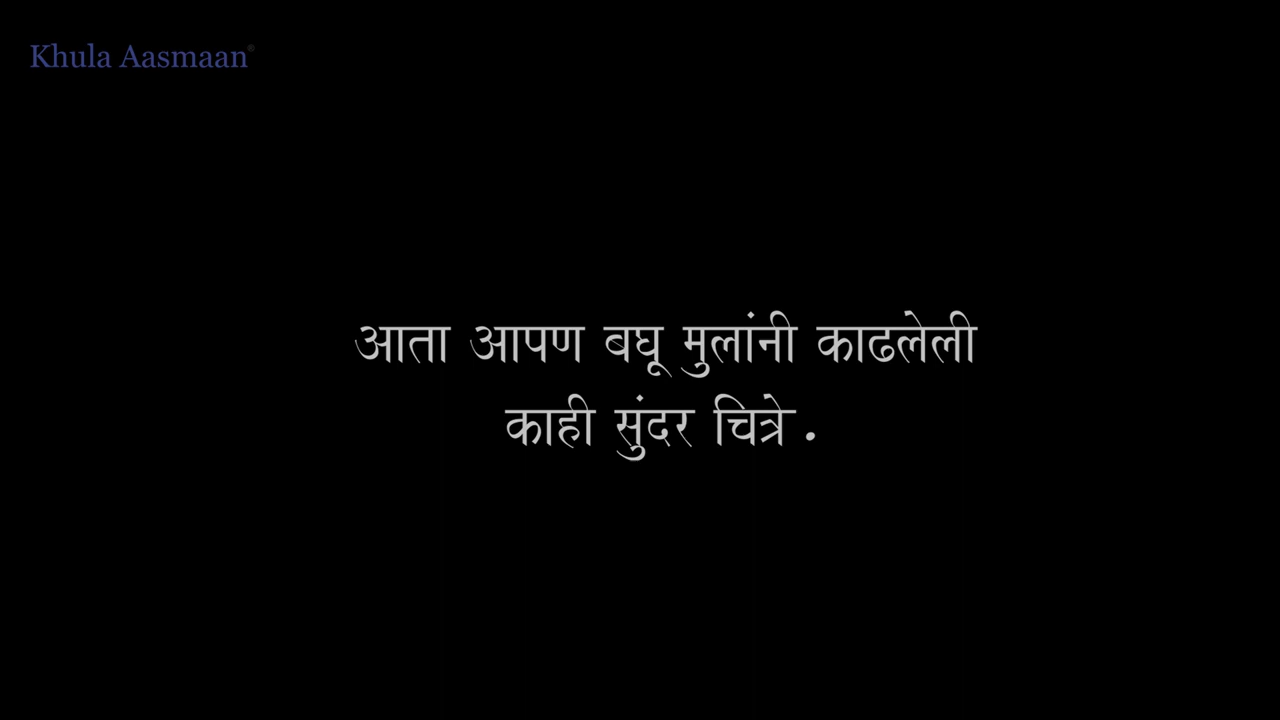 Khula Aasmaan®
आता आपण बघू मुलांनी काढलेली
काही सुंदर चित्रे.